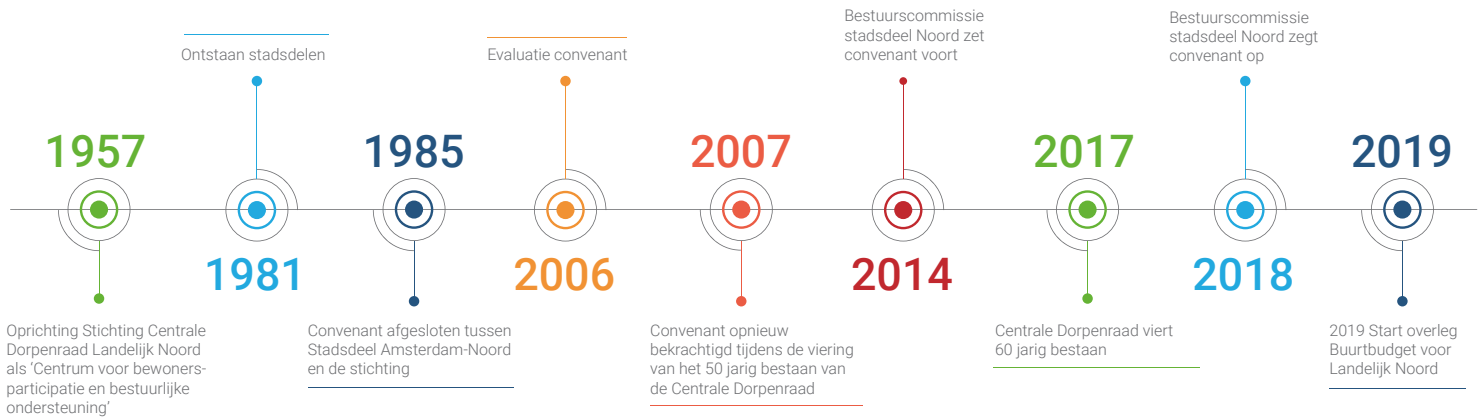 1957
Oprichting Stichting Centrale
Dorpenraad Landelijk Noord
als ‘Centrum voor bewoners-
participatie en bestuurlijke
ondersteuning’
Ontstaan stadsdelen
1981
1985
Convenant afgesloten tussen
Stadsdeel Amsterdam-Noord
en de stichting
Evaluatie convenant
2006
2007
Convenant opnieuw
bekrachtigd tijdens de viering
van het 50 jarig bestaan van
de Centrale Dorpenraad
Bestuurscommissie
stadsdeel Noord zet
convenant voort
2014
2017
Centrale Dorpenraad viert
60 jarig bestaan
Bestuurscommissie
stadsdeel Noord zegt
convenant op
2018
2019
2019 Start overleg
Buurtbudget voor
Landelijk Noord